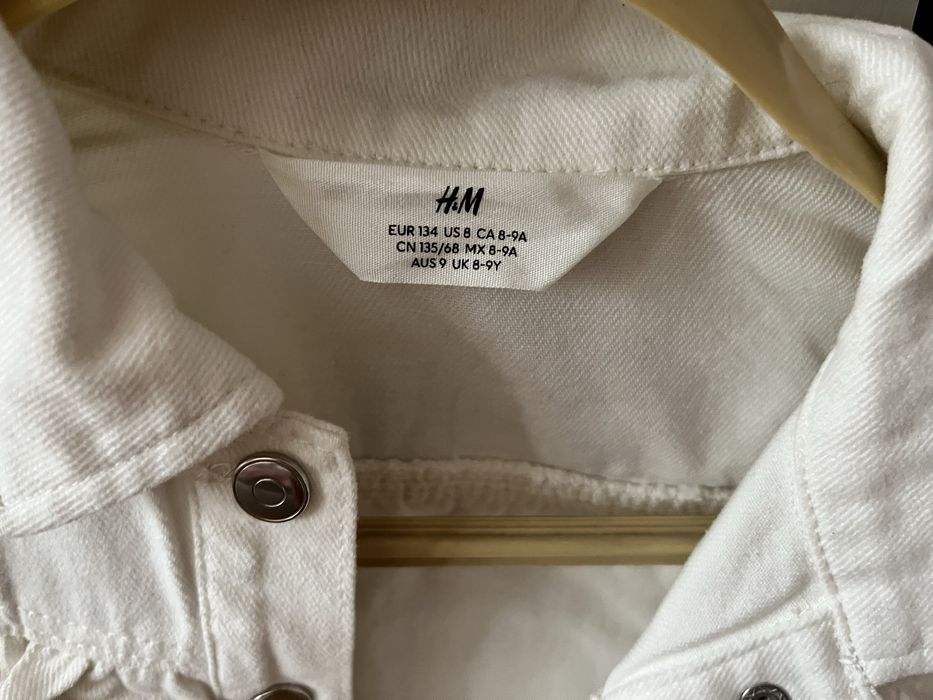 H&M
EUR 134 US 8 CA 8-9A
CN 135/68 MX 8-9A
AUS 9 UK 8-9Y